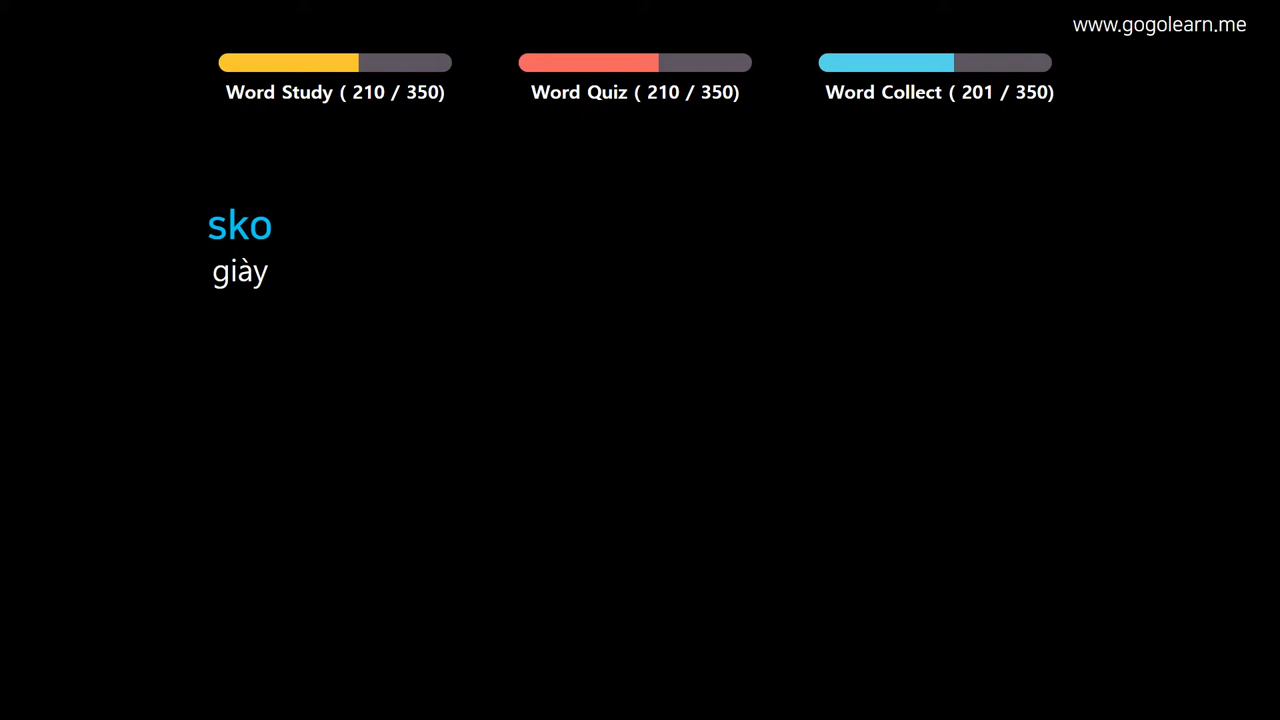 www.gogolearn.me
Word Study ( 210 / 350)
Word Quiz ( 210 / 350)
Word Collect ( 201 / 350)
sko
giày